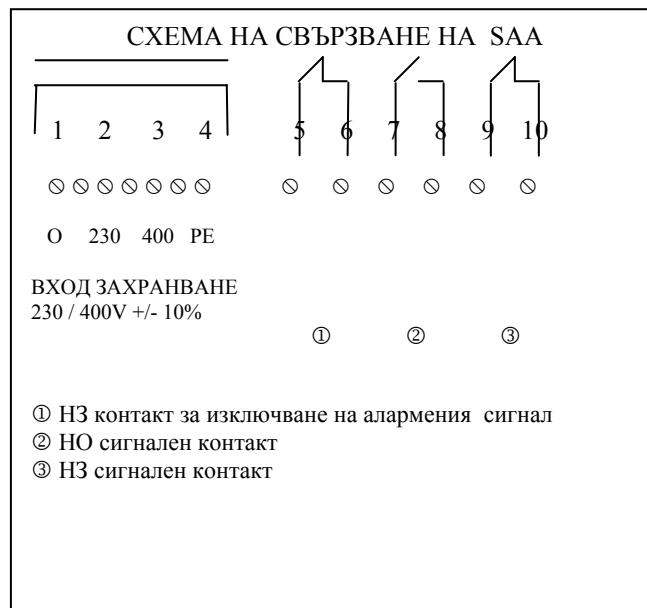 СХЕМА НА СВЪРЗВАНЕ НА SAA
1 2 3 4 5 6 7 8 9 10
O 230 400 PE
ВХОД ЗАХРАНВАНЕ
230 / 400V +/- 10%
① ② ③
① НЗ контакт за изключване на алармения сигнал
② НО сигнален контакт
③ НЗ сигнален контакт